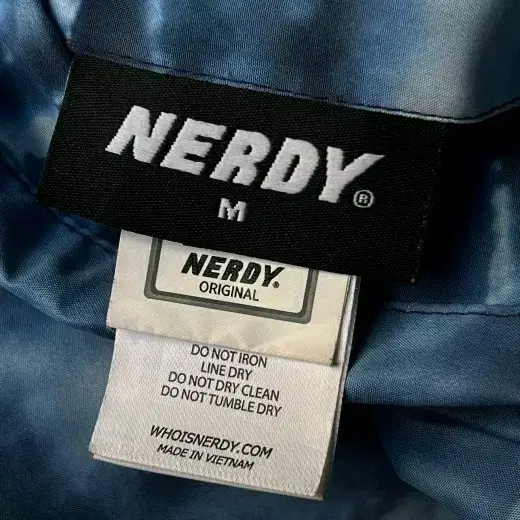 NERDY®
M
NERDY®
ORIGINAL
DO NOT IRON
LINE DRY
DO NOT DRY CLEAN
DO NOT TUMBLE DRY
WHOISNERDY.COM
MADE IN VIETNAM